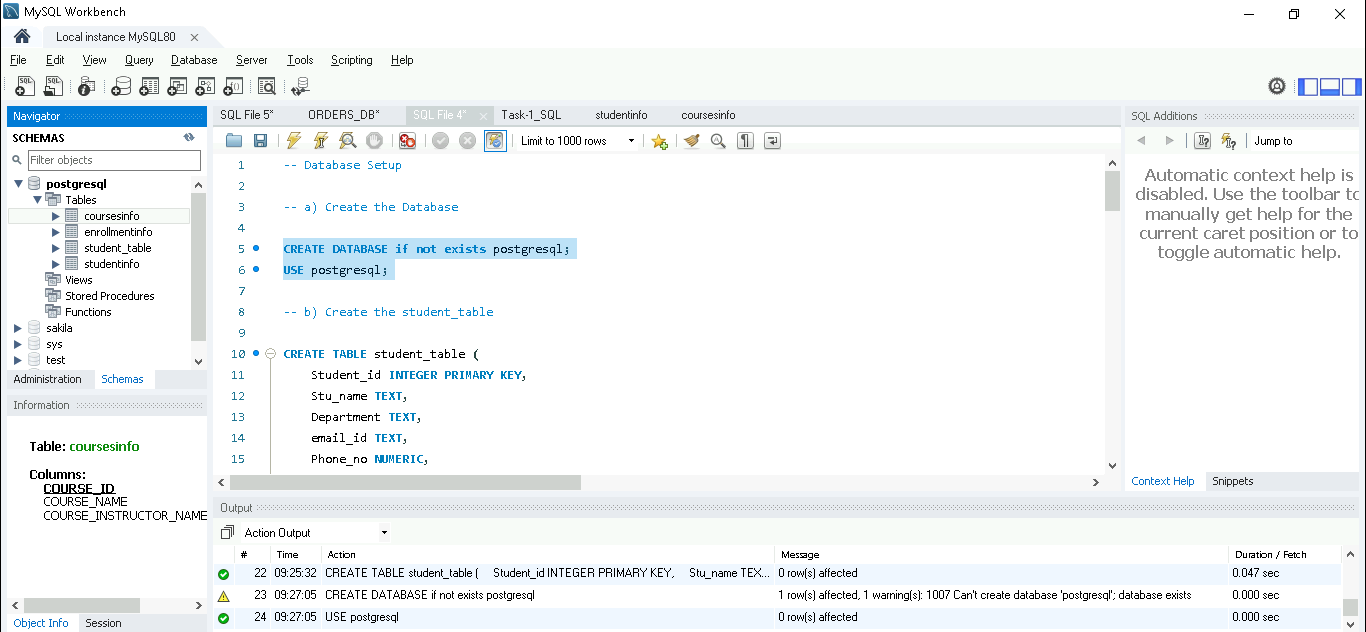 MySQL Workbench
Local instance MySQL80
File Edit View Query Database Server Tools Scripting Help
Navigator
SCHEMAS
Filter objects
postgresql
Tables
coursesinfo
enrollmentinfo
student_table
studentinfo
Views
Stored Procedures
Functions
sakila
sys
test
Administration Schemas
Information
Table: coursesinfo
Columns:
COURSE_ID
COURSE_NAME
COURSE_INSTRUCTOR_NAME
Object Info Session
SQL File 5* ORDERS_DB* SQL File 4* Task-1_SQL studentinfo coursesinfo
Limit to 1000 rows
1 -- Database Setup
2
3 -- a) Create the Database
4
5 CREATE DATABASE if not exists postgresql;
6 USE postgresql;
7
8 -- b) Create the student_table
9
10 CREATE TABLE student_table (
11 Student_id INTEGER PRIMARY KEY,
12 Stu_name TEXT,
13 Department TEXT,
14 email_id TEXT,
15 Phone_no NUMERIC,
SQL Additions
Jump to
Automatic context help is
disabled. Use the toolbar to
manually get help for the
current caret position or to
toggle automatic help.
Context Help Snippets
Output
Action Output
# Time Action Message Duration / Fetch
22 09:25:32 CREATE TABLE student_table ( Student_id INTEGER PRIMARY KEY, Stu_name TEX... 0 row(s) affected 0.047 sec
23 09:27:05 CREATE DATABASE if not exists postgresql 1 row(s) affected, 1 warning(s): 1007 Can't create database 'postgresql'; database exists 0.000 sec
24 09:27:05 USE postgresql 0 row(s) affected 0.000 sec